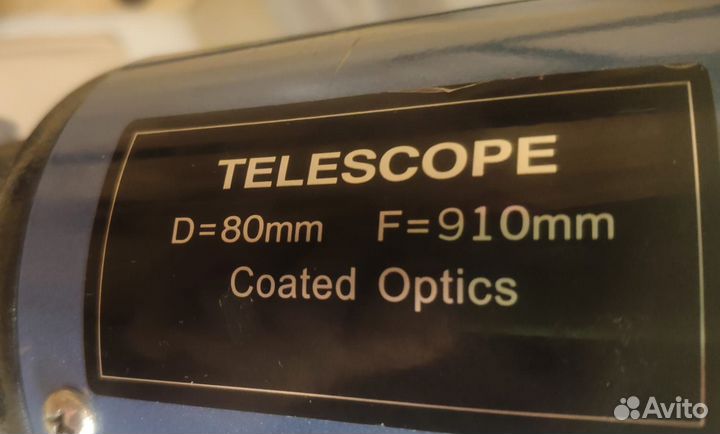 TELESCOPE
D=80mm F=910mm
Coated Optics
Avito